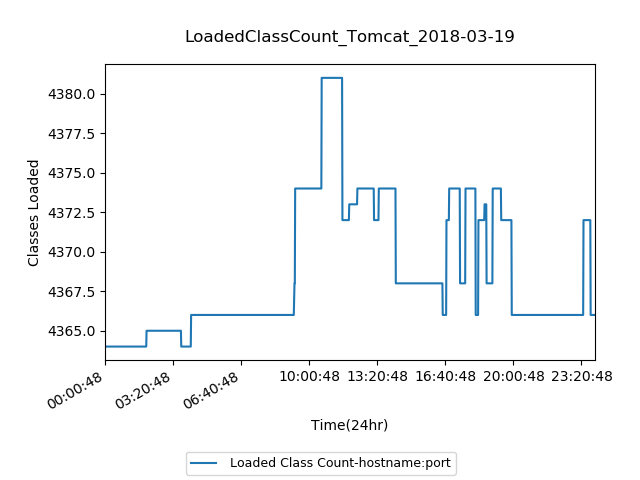 LoadedClassCount_Tomcat_2018-03-19
Classes Loaded
4380.0
4377.5
4375.0
4372.5
4370.0
4367.5
4365.0
00:00:48 03:20:48 06:40:48 10:00:48 13:20:48 16:40:48 20:00:48 23:20:48
Time(24hr)
Loaded Class Count-hostname:port